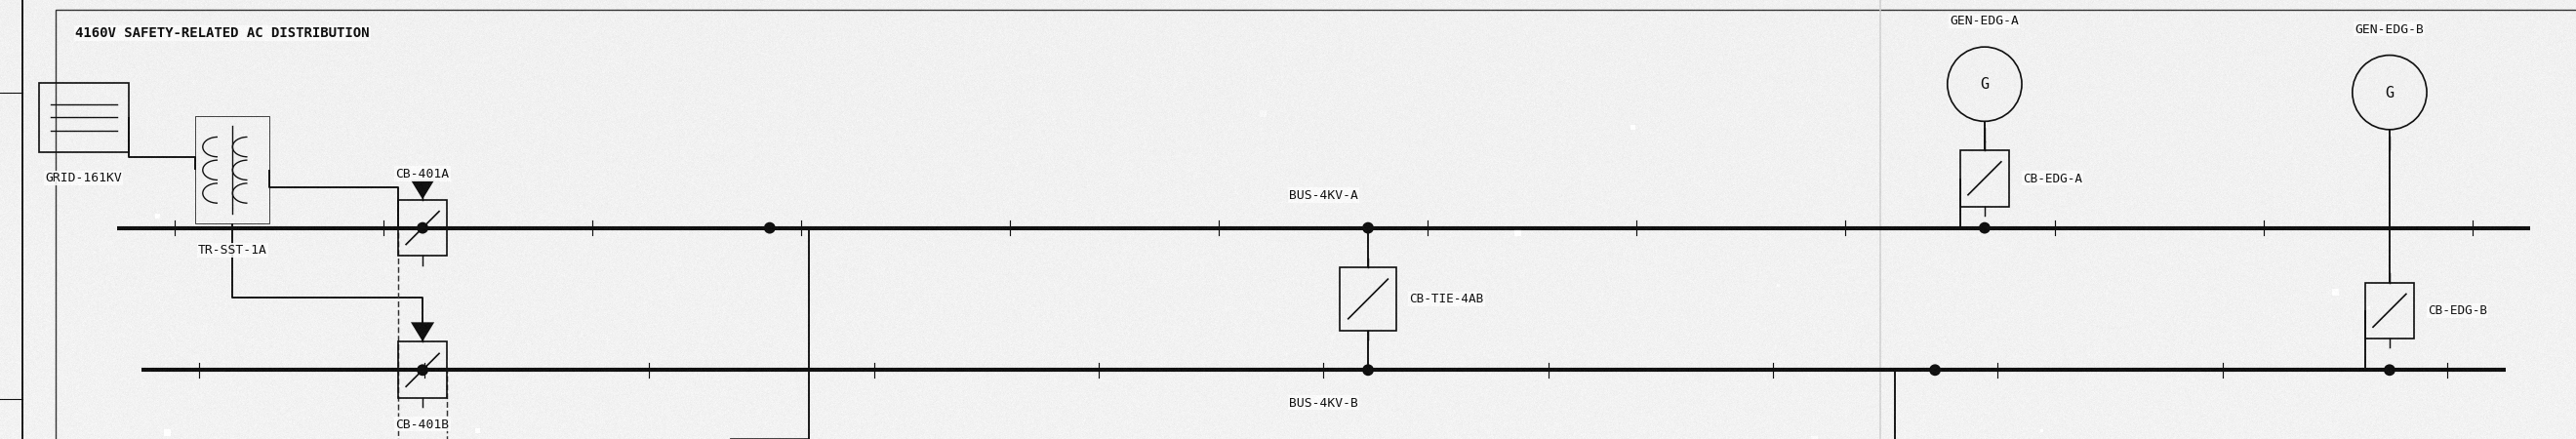 4160V SAFETY-RELATED AC DISTRIBUTION
GEN-EDG-A
GEN-EDG-B
G
G
GRID-161KV
CB-401A
CB-EDG-A
BUS-4KV-A
TR-SST-1A
CB-TIE-4AB
CB-EDG-B
BUS-4KV-B
CB-401B